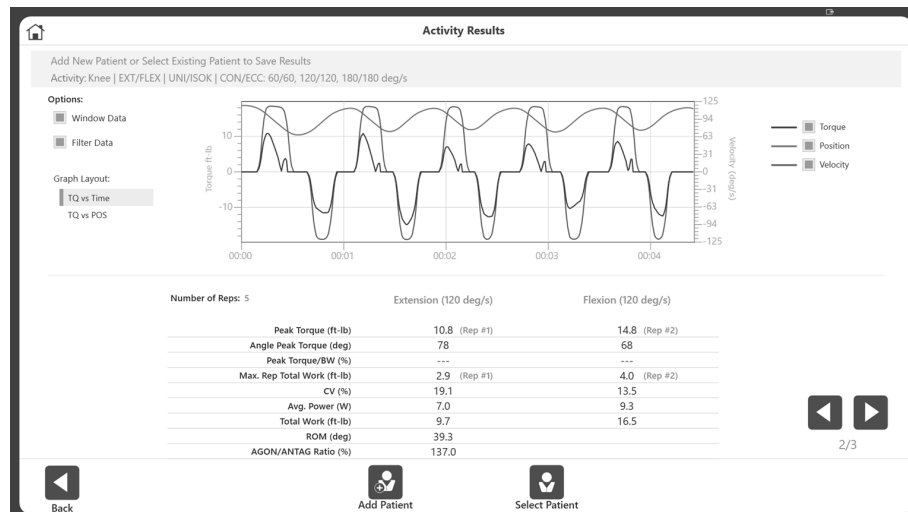 Activity Results
Add New Patient or Select Existing Patient to Save Results
Activity: Knee | EXT/FLEX | UNI/ISOK | CON/ECC: 60/60, 120/120, 180/180 deg/s
Options:
Window Data
Filter Data
Graph Layout:
TQ vs Time
TQ vs POS
Torque ft-lb
10
0
-10
125
94
63
31
0
-31
-63
-94
-125
Velocity (deg/s)
00:00 00:01 00:02 00:03 00:04
Torque
Position
Velocity
Number of Reps: 5 Extension (120 deg/s) Flexion (120 deg/s)
Peak Torque (ft-lb) 10.8 (Rep #1) 14.8 (Rep #2)
Angle Peak Torque (deg) 78 68
Peak Torque/BW (%) --- ---
Max. Rep Total Work (ft-lb) 2.9 (Rep #1) 4.0 (Rep #2)
CV (%) 19.1 13.5
Avg. Power (W) 7.0 9.3
Total Work (ft-lb) 9.7 16.5
ROM (deg) 39.3
AGON/ANTAG Ratio (%) 137.0
2/3
Back
Add Patient
Select Patient